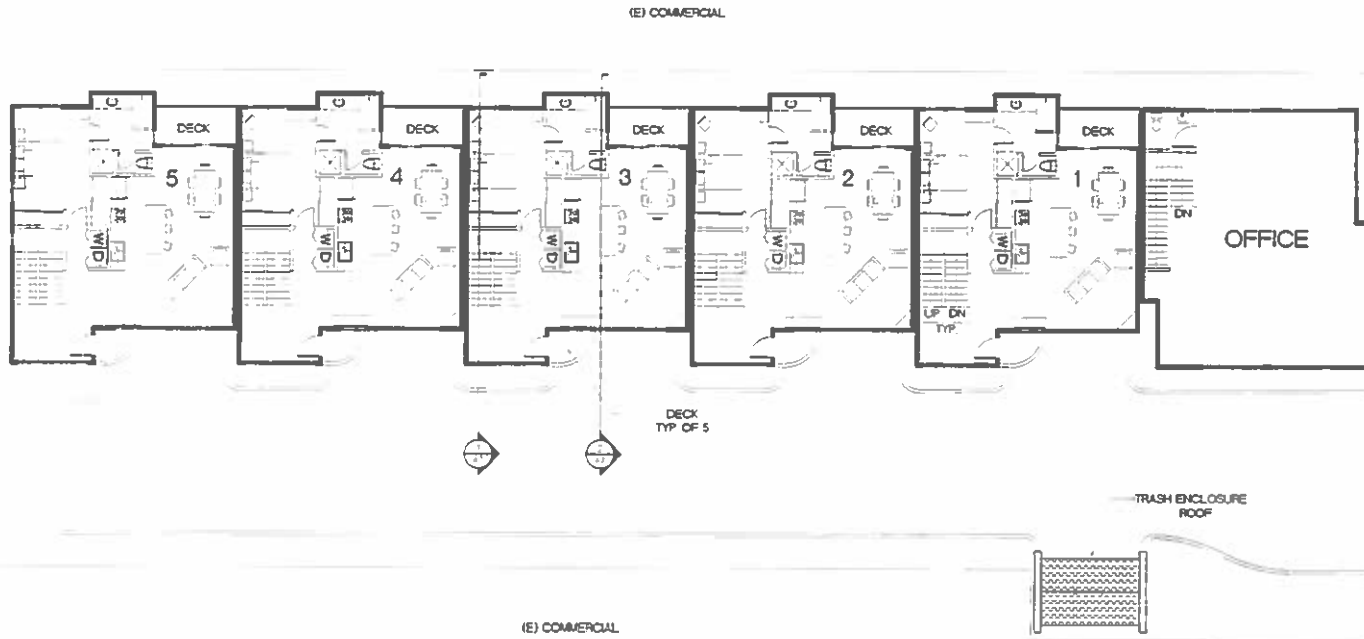 (E) COMMERCIAL
DECK
DECK
DECK
DECK
DECK
5
4
3
2
1
DN
OFFICE
W D
W D
W D
W D
W D
UP DN
TYP
DECK
TYP OF 5
TRASH ENCLOSURE
ROOF
(E) COMMERCIAL